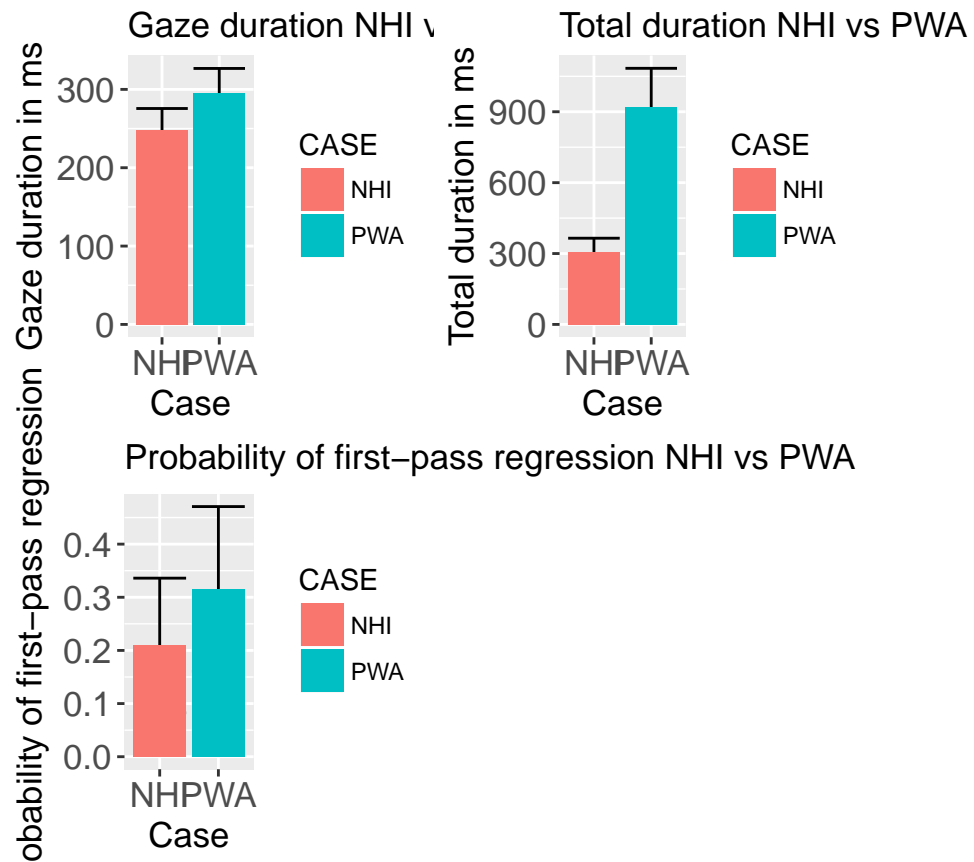 Gaze duration NHI v
Gaze duration in ms
300
200
100
0
NHI
PWA
Case
CASE
NHI
PWA
Total duration NHI vs PWA
Total duration in ms
900
600
300
0
NHI
PWA
Case
CASE
NHI
PWA
Probability of first–pass regression NHI vs PWA
obability of first–pass regression
0.4
0.3
0.2
0.1
0.0
NHI
PWA
Case
CASE
NHI
PWA